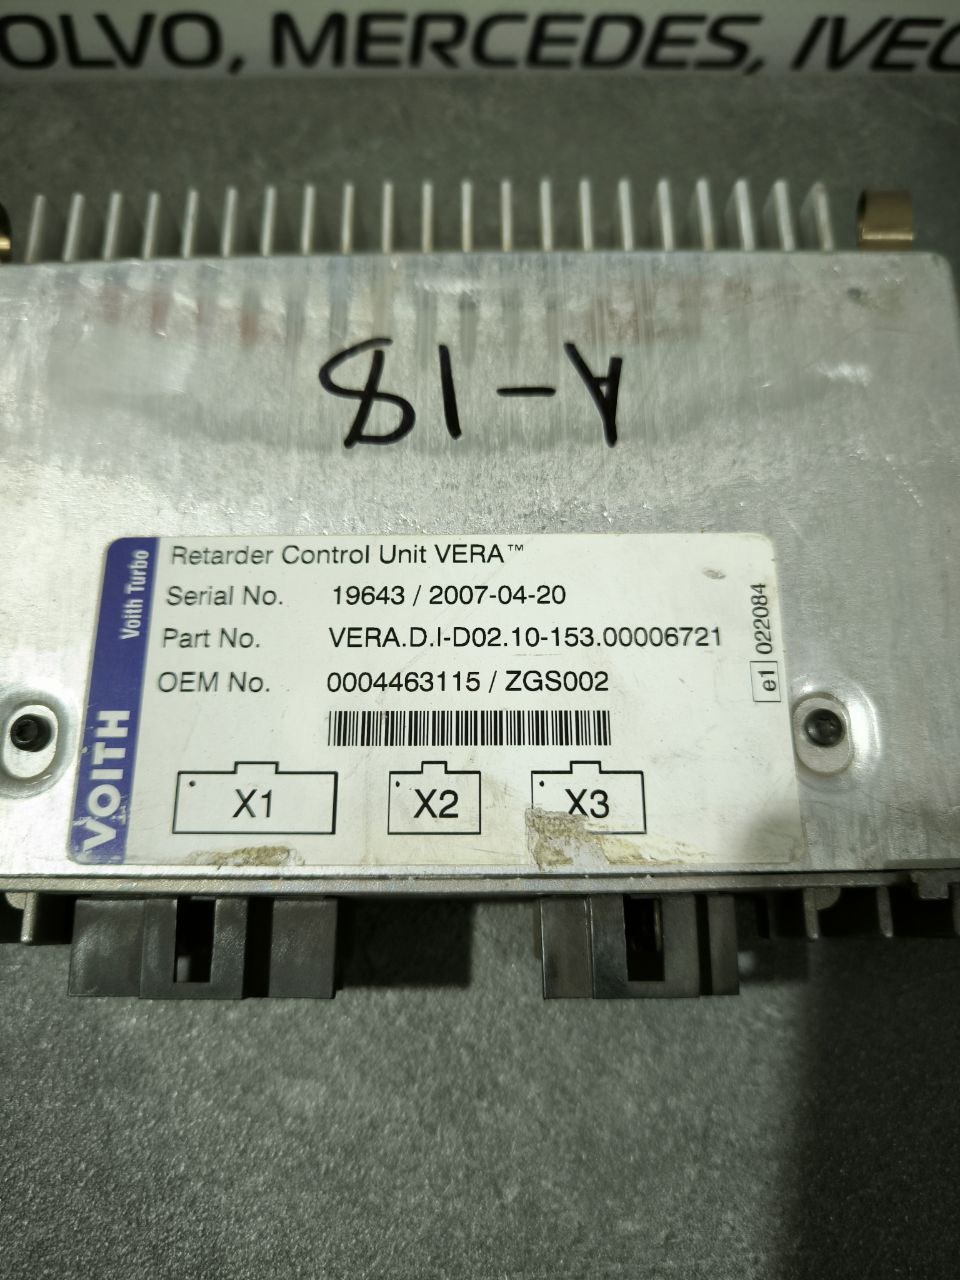 OLVO, MERCEDES, IVEC
A-18
Voith Turbo
VOITH
Retarder Control Unit VERA™
Serial No. 19643 / 2007-04-20
Part No. VERA.D.I-D02.10-153.00006721
OEM No. 0004463115 / ZGS002
e1 022084
X1 X2 X3